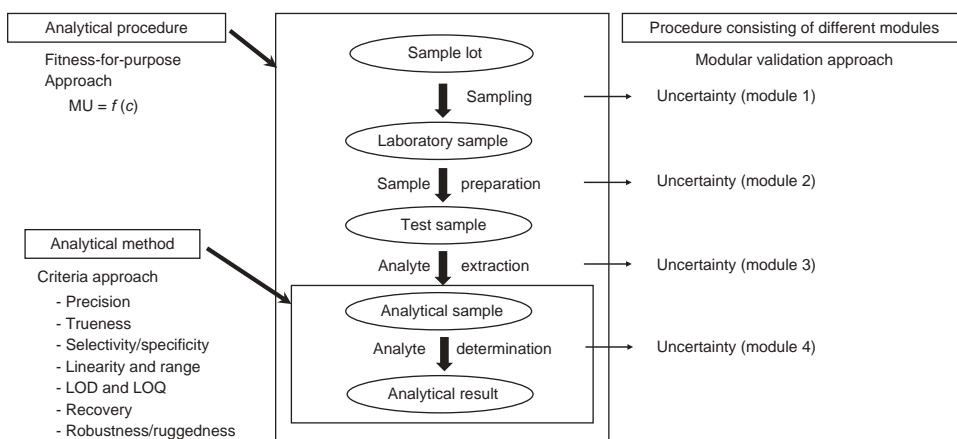 Analytical procedure
Fitness-for-purpose
Approach
MU = f (c)
Analytical method
Criteria approach
- Precision
- Trueness
- Selectivity/specificity
- Linearity and range
- LOD and LOQ
- Recovery
- Robustness/ruggedness
Sample lot
Sampling
Laboratory sample
Sample preparation
Test sample
Analyte extraction
Analytical sample
Analyte determination
Analytical result
Procedure consisting of different modules
Modular validation approach
Uncertainty (module 1)
Uncertainty (module 2)
Uncertainty (module 3)
Uncertainty (module 4)